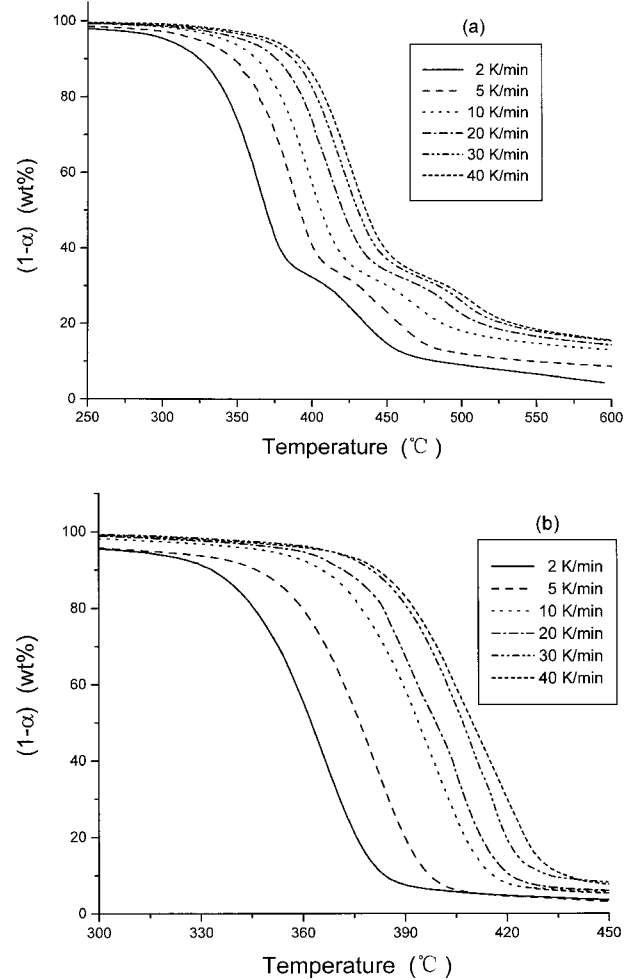 (a)
2 K/min
5 K/min
10 K/min
20 K/min
30 K/min
40 K/min
(1-α) (wt%)
100
80
60
40
20
0
250 300 350 400 450 500 550 600
Temperature (℃)
(b)
2 K/min
5 K/min
10 K/min
20 K/min
30 K/min
40 K/min
(1-α) (wt%)
100
80
60
40
20
0
300 330 360 390 420 450
Temperature (℃)